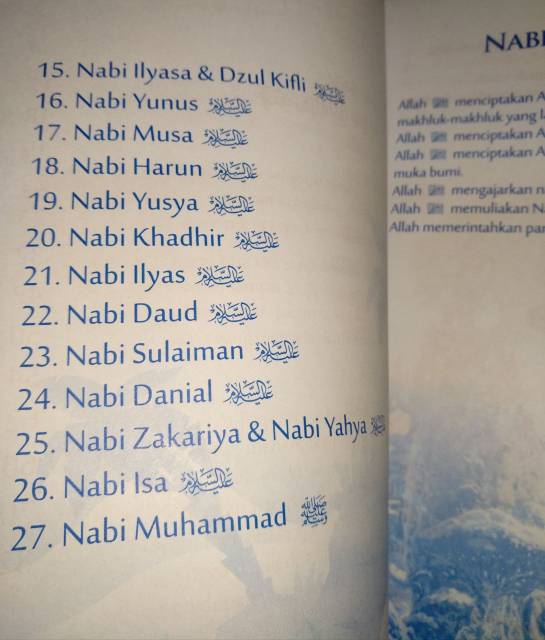 15. Nabi Ilyasa & Dzul Kifli عليه السلام
16. Nabi Yunus عليه السلام
17. Nabi Musa عليه السلام
18. Nabi Harun عليه السلام
19. Nabi Yusya عليه السلام
20. Nabi Khadhir عليه السلام
21. Nabi Ilyas عليه السلام
22. Nabi Daud عليه السلام
23. Nabi Sulaiman عليه السلام
24. Nabi Danial عليه السلام
25. Nabi Zakariya & Nabi Yahya
26. Nabi Isa عليه السلام
27. Nabi Muhammad ﷺ
NABI
Allah menciptakan A
makhluk-makhluk yang
Allah menciptakan A
Allah menciptakan A
muka bumi.
Allah mengajarkan
Allah memuliakan
Allah memerintahkan